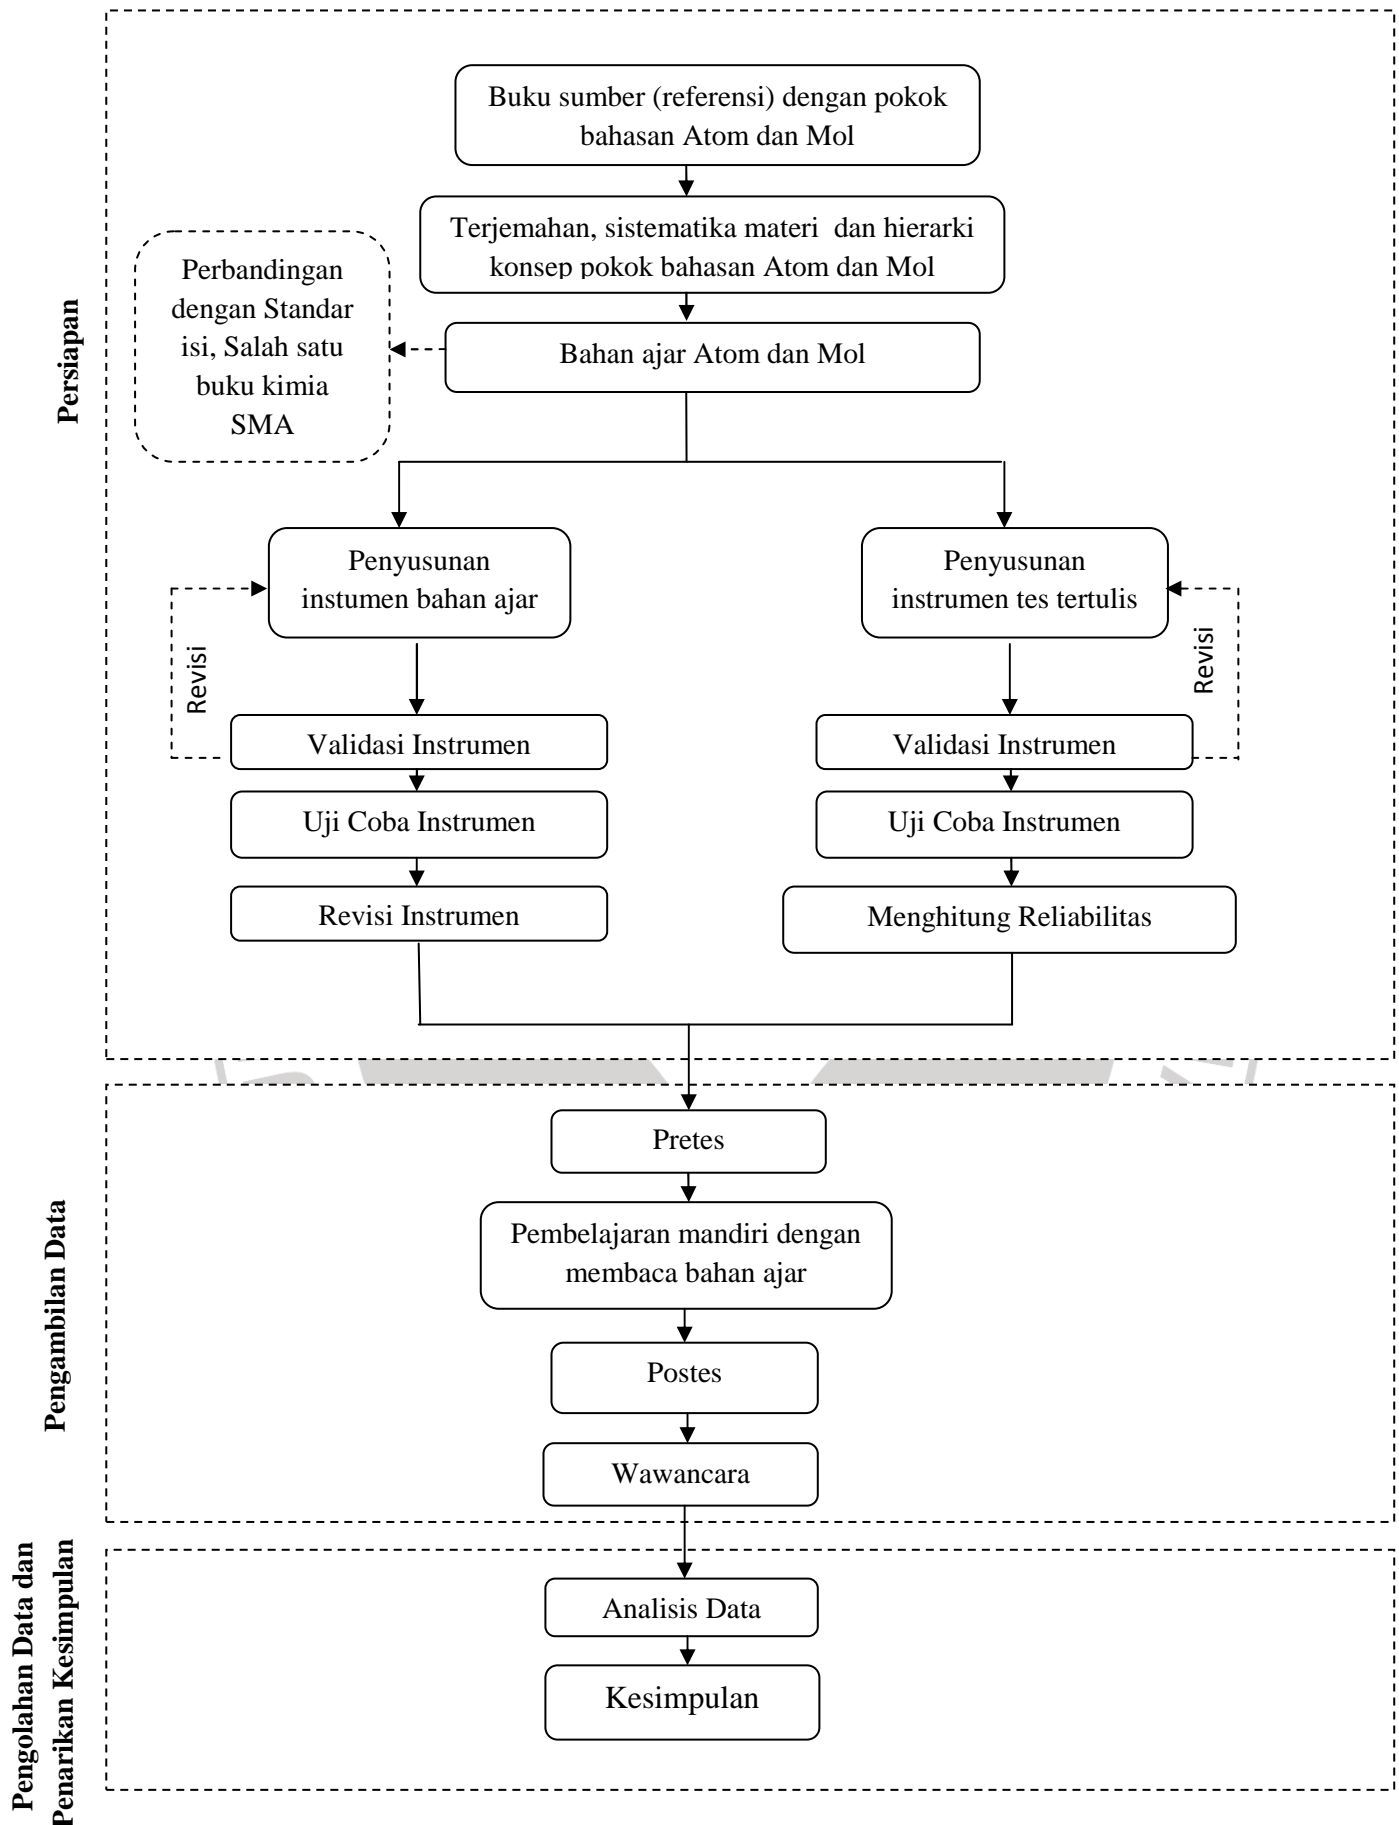 Buku sumber (referensi) dengan pokok
bahasan Atom dan Mol
Terjemahan, sistematika materi dan hierarki
konsep pokok bahasan Atom dan Mol
Perbandingan
dengan Standar
isi, Salah satu
buku kimia
SMA
Bahan ajar Atom dan Mol
Persiapan
Penyusunan
instumen bahan ajar
Penyusunan
instrumen tes tertulis
Revisi
Revisi
Validasi Instrumen
Validasi Instrumen
Uji Coba Instrumen
Uji Coba Instrumen
Revisi Instrumen
Menghitung Reliabilitas
Pengambilan Data
Pretes
Pembelajaran mandiri dengan
membaca bahan ajar
Postes
Wawancara
Pengolahan Data dan
Penarikan Kesimpulan
Analisis Data
Kesimpulan